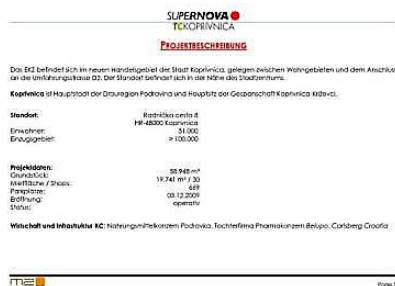 SUPERNOVA
TCKOPRIVNICA
PROJEKTBESCHREIBUNG
Das EKZ befindet sich im neuen Handelsgebiet der Stadt Koprivnica, gelegen zwischen Wohngebieten und dem Anschluss
an die Umfahrungsstrasse D2. Der Standort befindet sich in der Nähe des Stadtzentrums.
Koprivnica ist Hauptstadt der Drauregion Podravina und Hauptsitz der Gespanschaft Koprivnica-Križevci.
Standort: Radnička cesta 8
HR-48000 Koprivnica
Einwohner: 31.000
Einzugsgebiet: > 100.000
Projektdaten:
Grundstück: 58.948 m²
Mietfläche / Shops: 19.741 m² / 30
Parkplätze: 669
Eröffnung: 03.12.2009
Status: operativ
Wirtschaft und Infrastruktur KC: Nahrungsmittelkonzern Podravka, Tochterfirma Pharmakonzern Belupo, Carlsberg Croatia
Page